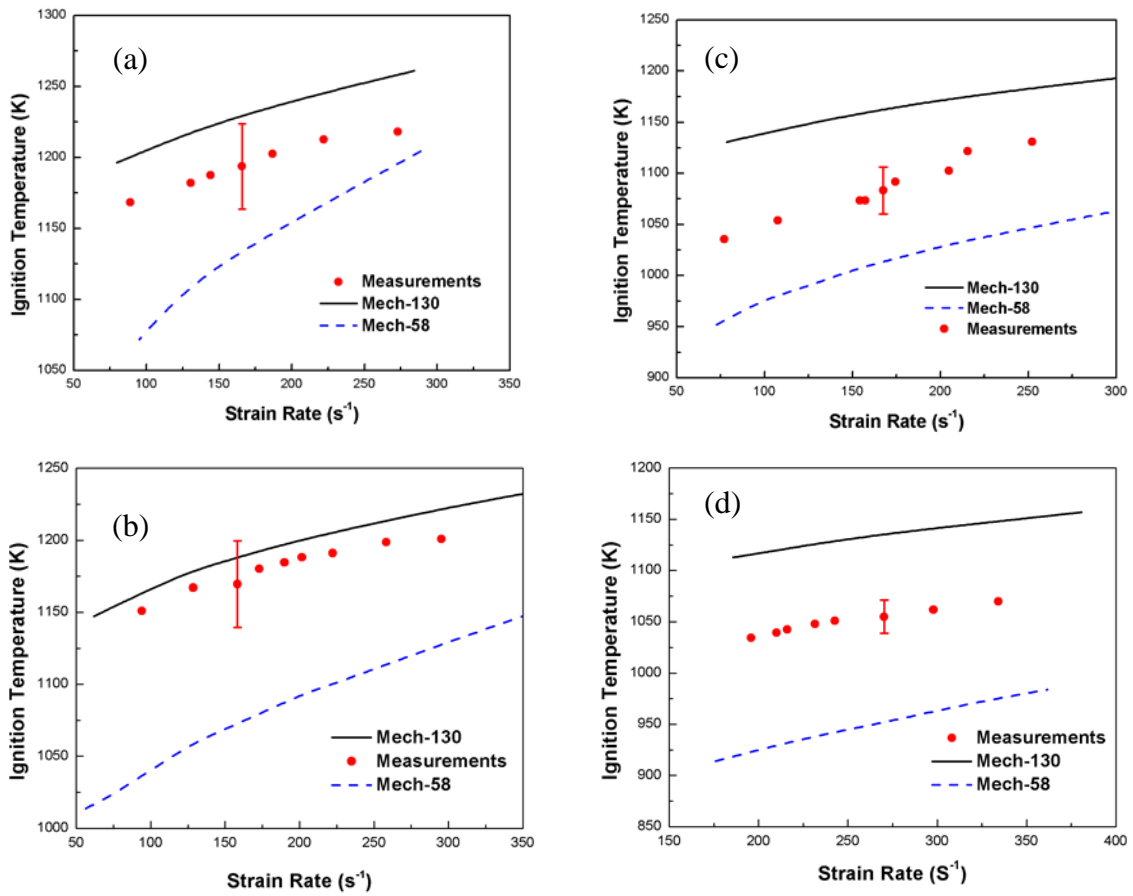 (a)
1300
1250
1200
1150
1100
1050
50 100 150 200 250 300 350
Ignition Temperature (K)
Strain Rate (s⁻¹)
Measurements
Mech-130
Mech-58
(c)
1200
1150
1100
1050
1000
950
900
50 100 150 200 250 300
Ignition Temperature (K)
Strain Rate (s⁻¹)
Mech-130
Mech-58
Measurements
(b)
1250
1200
1150
1100
1050
1000
50 100 150 200 250 300 350
Ignition Temperature (K)
Strain Rate (s⁻¹)
Mech-130
Measurements
Mech-58
(d)
1200
1150
1100
1050
1000
950
900
850
150 200 250 300 350 400
Ignition Temperature (K)
Strain Rate (S⁻¹)
Measurements
Mech-130
Mech-58